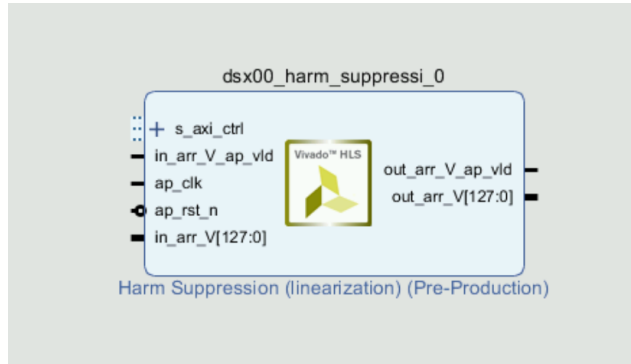 dsx00_harm_suppressi_0
+ s_axi_ctrl
in_arr_V_ap_vld
ap_clk
ap_rst_n
in_arr_V[127:0]
Vivado™ HLS
out_arr_V_ap_vld
out_arr_V[127:0]
Harm Suppression (linearization) (Pre-Production)